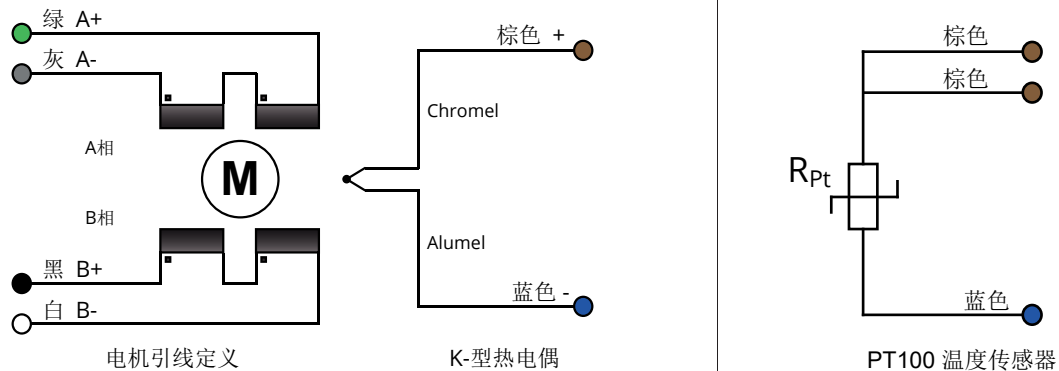 绿 A+
灰 A-
A相
M
B相
黑 B+
白 B-
电机引线定义
棕色 +
Chromel
Alumel
蓝色 -
K-型热电偶
棕色
棕色
RPt
蓝色
PT100 温度传感器